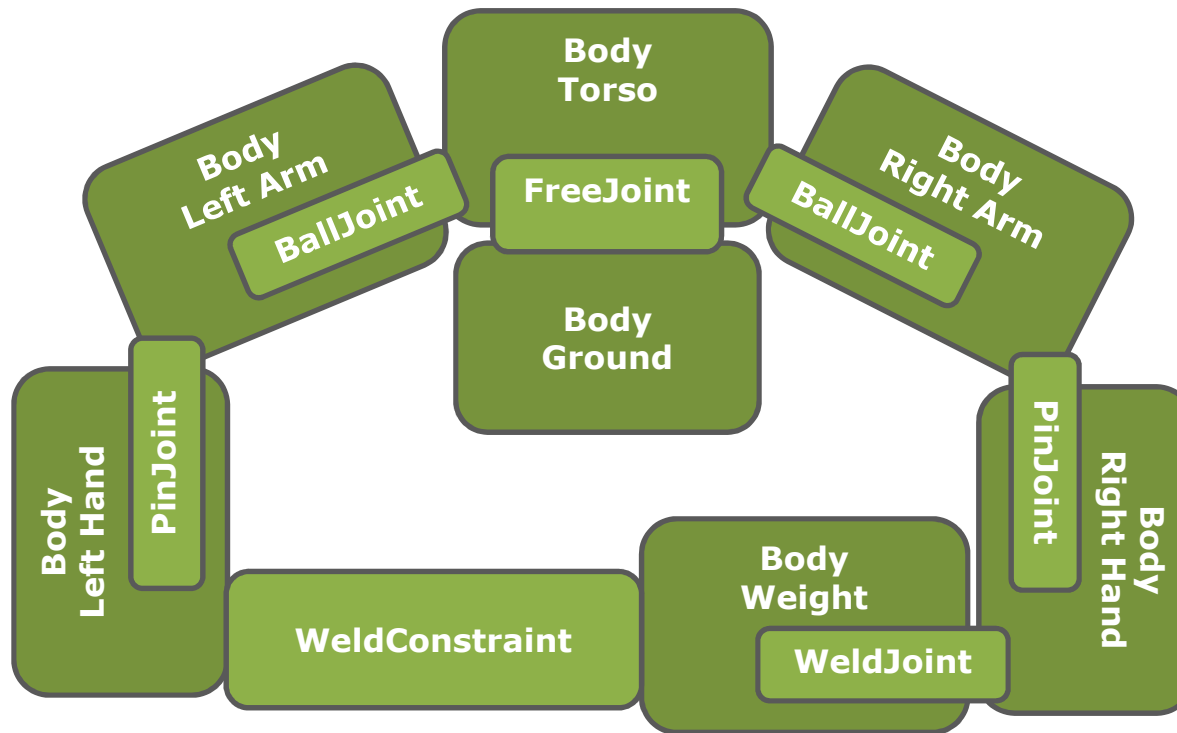 Body
Torso
FreeJoint
Body
Ground
Body
Left Arm
BallJoint
Body
Right Arm
BallJoint
PinJoint
Body
Left Hand
PinJoint
Body
Right Hand
WeldConstraint
Body
Weight
WeldJoint